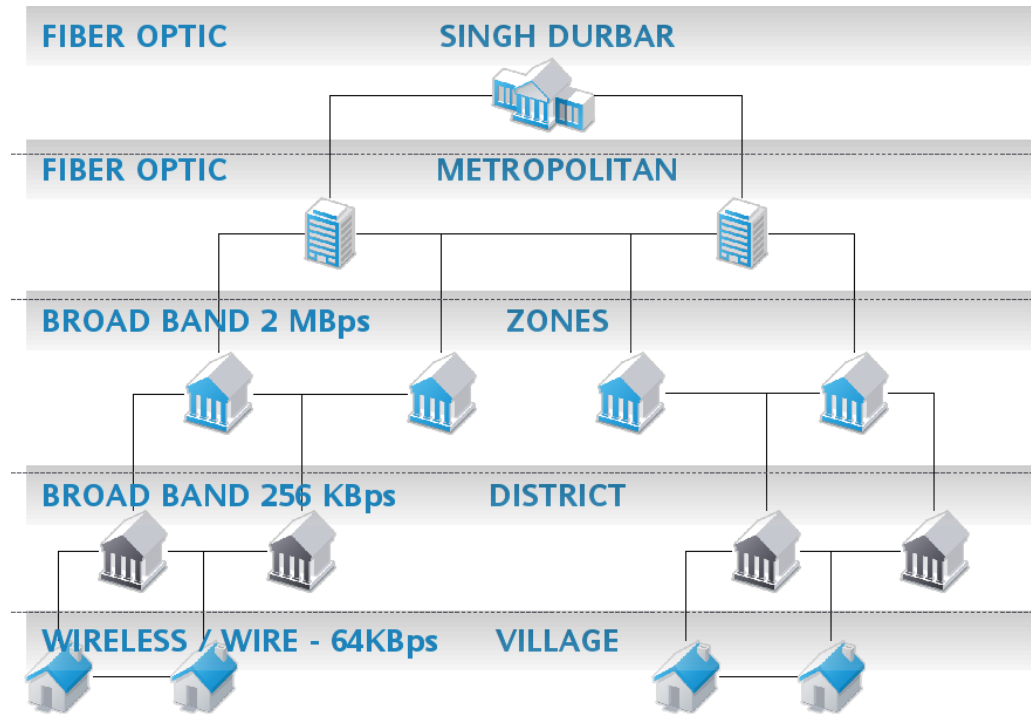 FIBER OPTIC SINGH DURBAR
FIBER OPTIC METROPOLITAN
BROAD BAND 2 MBps ZONES
BROAD BAND 256 KBps DISTRICT
WIRELESS / WIRE - 64KBps VILLAGE